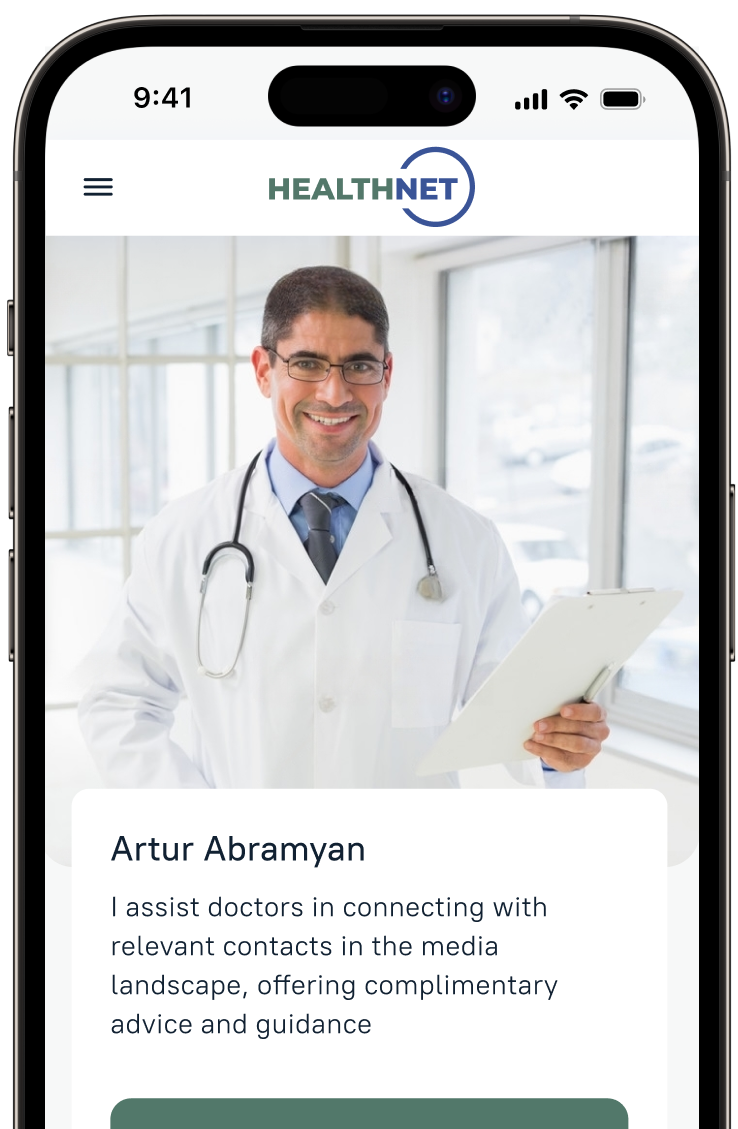 9:41
HEALTHNET
Artur Abramyan
I assist doctors in connecting with
relevant contacts in the media
landscape, offering complimentary
advice and guidance